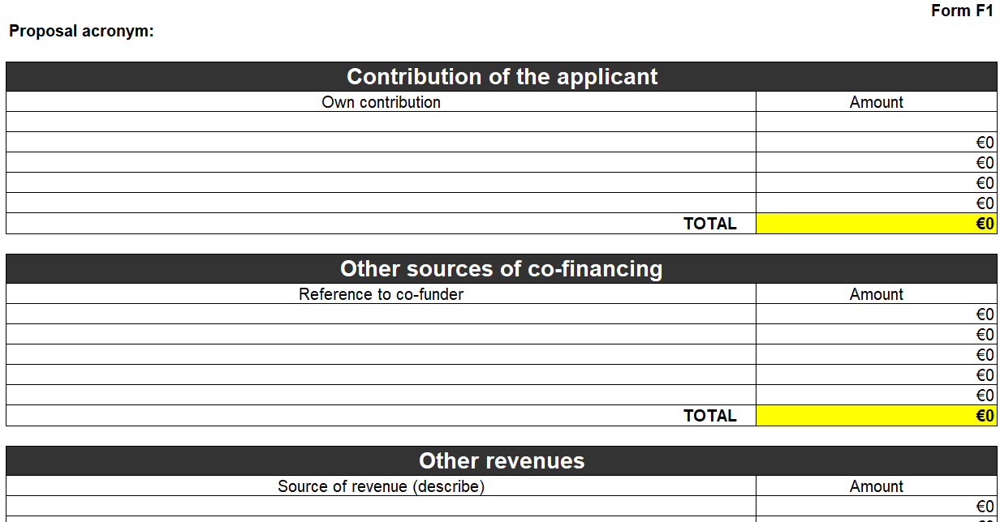 Form F1
Proposal acronym:
Contribution of the applicant
Own contribution Amount
€0
€0
€0
€0
TOTAL €0
Other sources of co-financing
Reference to co-funder Amount
€0
€0
€0
€0
€0
TOTAL €0
Other revenues
Source of revenue (describe) Amount
€0